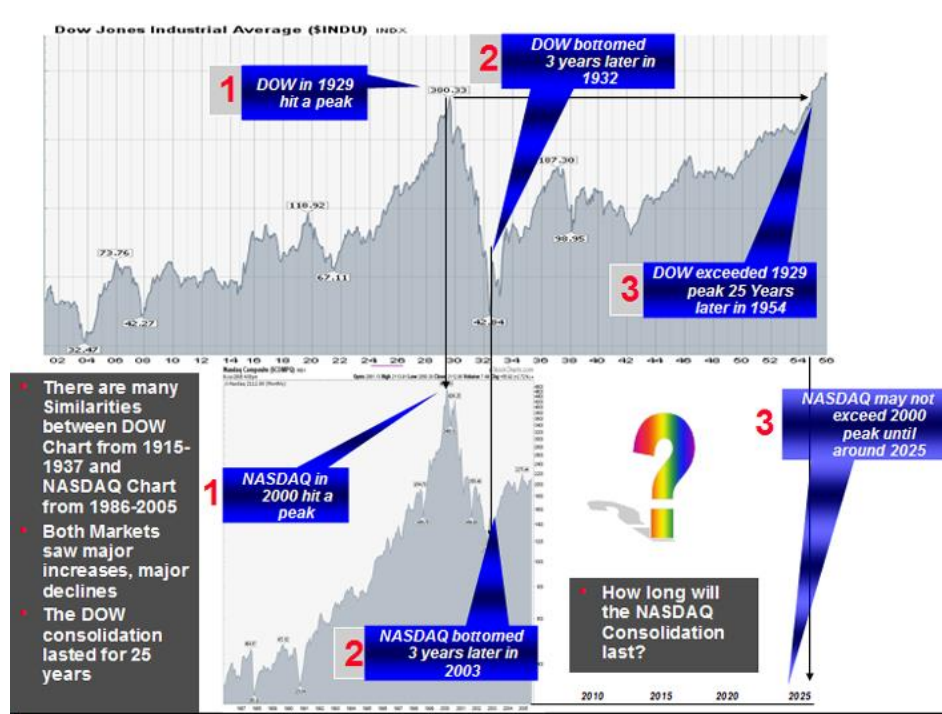 Dow Jones Industrial Average ($INDU) INDX
1
DOW in 1929
hit a peak
2
DOW bottomed
3 years later in
1932
380.33
187.30
118.92
98.95
73.76
67.11
42.27
42.84
32.47
3
DOW exceeded 1929
peak 25 Years
later in 1954
02 04 06 08 10 12 14 16 18 20 22 24 26 28 30 32 34 36 38 40 42 44 46 48 50 52 54 56
There are many
Similarities
between DOW
Chart from 1915-
1937 and
NASDAQ Chart
from 1986-2005
Both Markets
saw major
increases, major
declines
The DOW
consolidation
lasted for 25
years
Nasdaq Composite
1
NASDAQ in
2000 hit a
peak
2
NASDAQ bottomed
3 years later in
2003
3
NASDAQ may not
exceed 2000
peak until
around 2025
How long will
the NASDAQ
Consolidation
last?
2010 2015 2020 2025